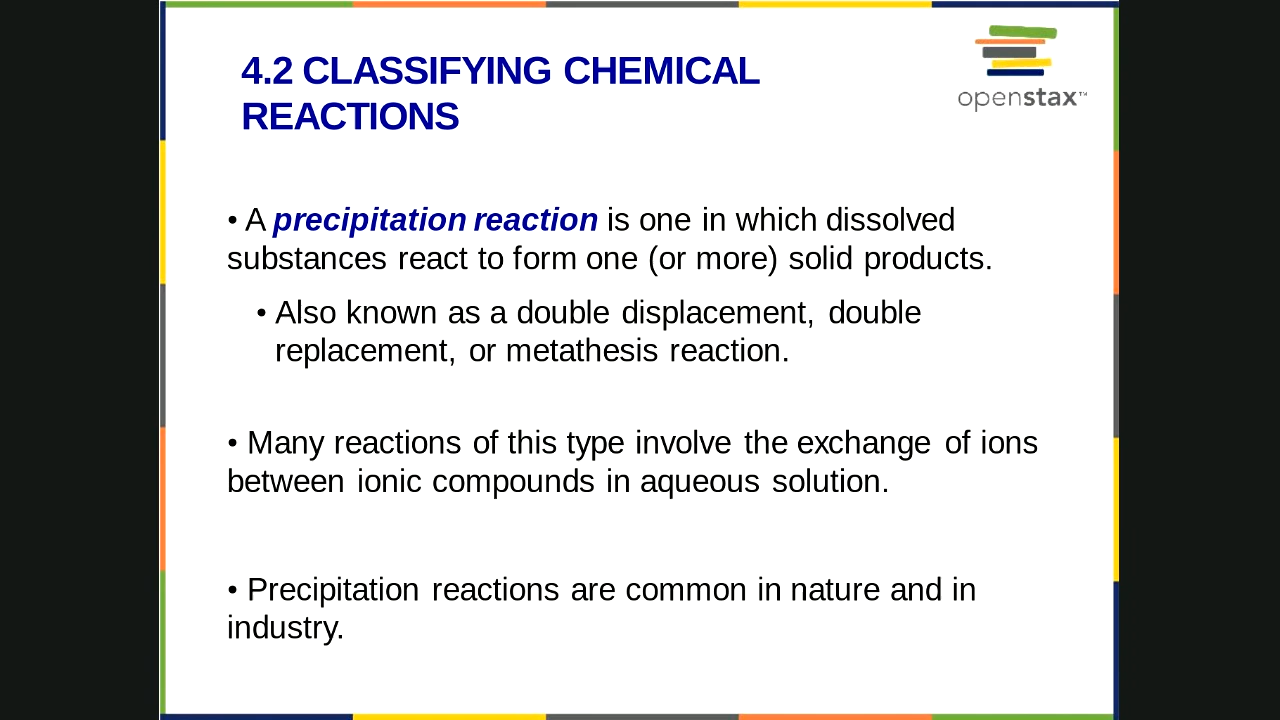 4.2 CLASSIFYING CHEMICAL
REACTIONS
openstax™
• A precipitation reaction is one in which dissolved
substances react to form one (or more) solid products.
• Also known as a double displacement, double
replacement, or metathesis reaction.
• Many reactions of this type involve the exchange of ions
between ionic compounds in aqueous solution.
• Precipitation reactions are common in nature and in
industry.